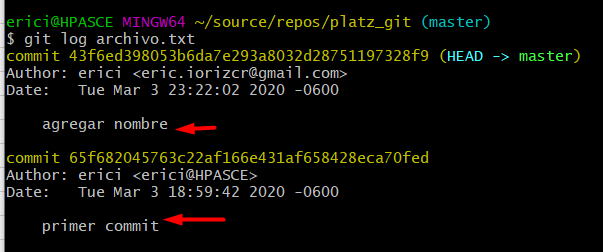 erici@HPASCE MINGW64 ~/source/repos/platz_git (master)
$ git log archivo.txt
commit 43f6ed398053b6da7e293a8032d28751197328f9 (HEAD -> master)
Author: erici <eric.iorizcr@gmail.com>
Date:   Tue Mar 3 23:22:02 2020 -0600
agregar nombre
commit 65f682045763c22af166e431af658428eca70fed
Author: erici <erici@HPASCE>
Date:   Tue Mar 3 18:59:42 2020 -0600
primer commit